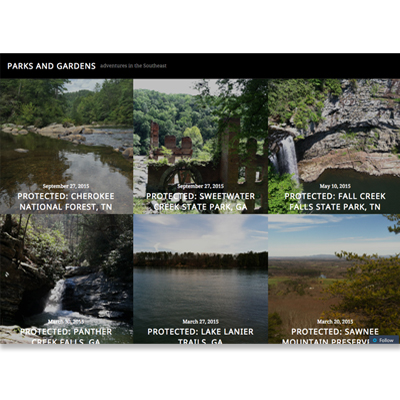 PARKS AND GARDENS adventures in the Southeast
September 27, 2015
PROTECTED: CHEROKEE
NATIONAL FOREST, TN
September 27, 2015
PROTECTED: SWEETWATER
CREEK STATE PARK, GA
May 10, 2015
PROTECTED: FALL CREEK
FALLS STATE PARK, TN
March 30, 2015
PROTECTED: PANTHER
CREEK FALLS, GA
March 27, 2015
PROTECTED: LAKE LANIER
TRAILS, GA
March 20, 2015
PROTECTED: SAWNEE
MOUNTAIN PRESERVE
Follow